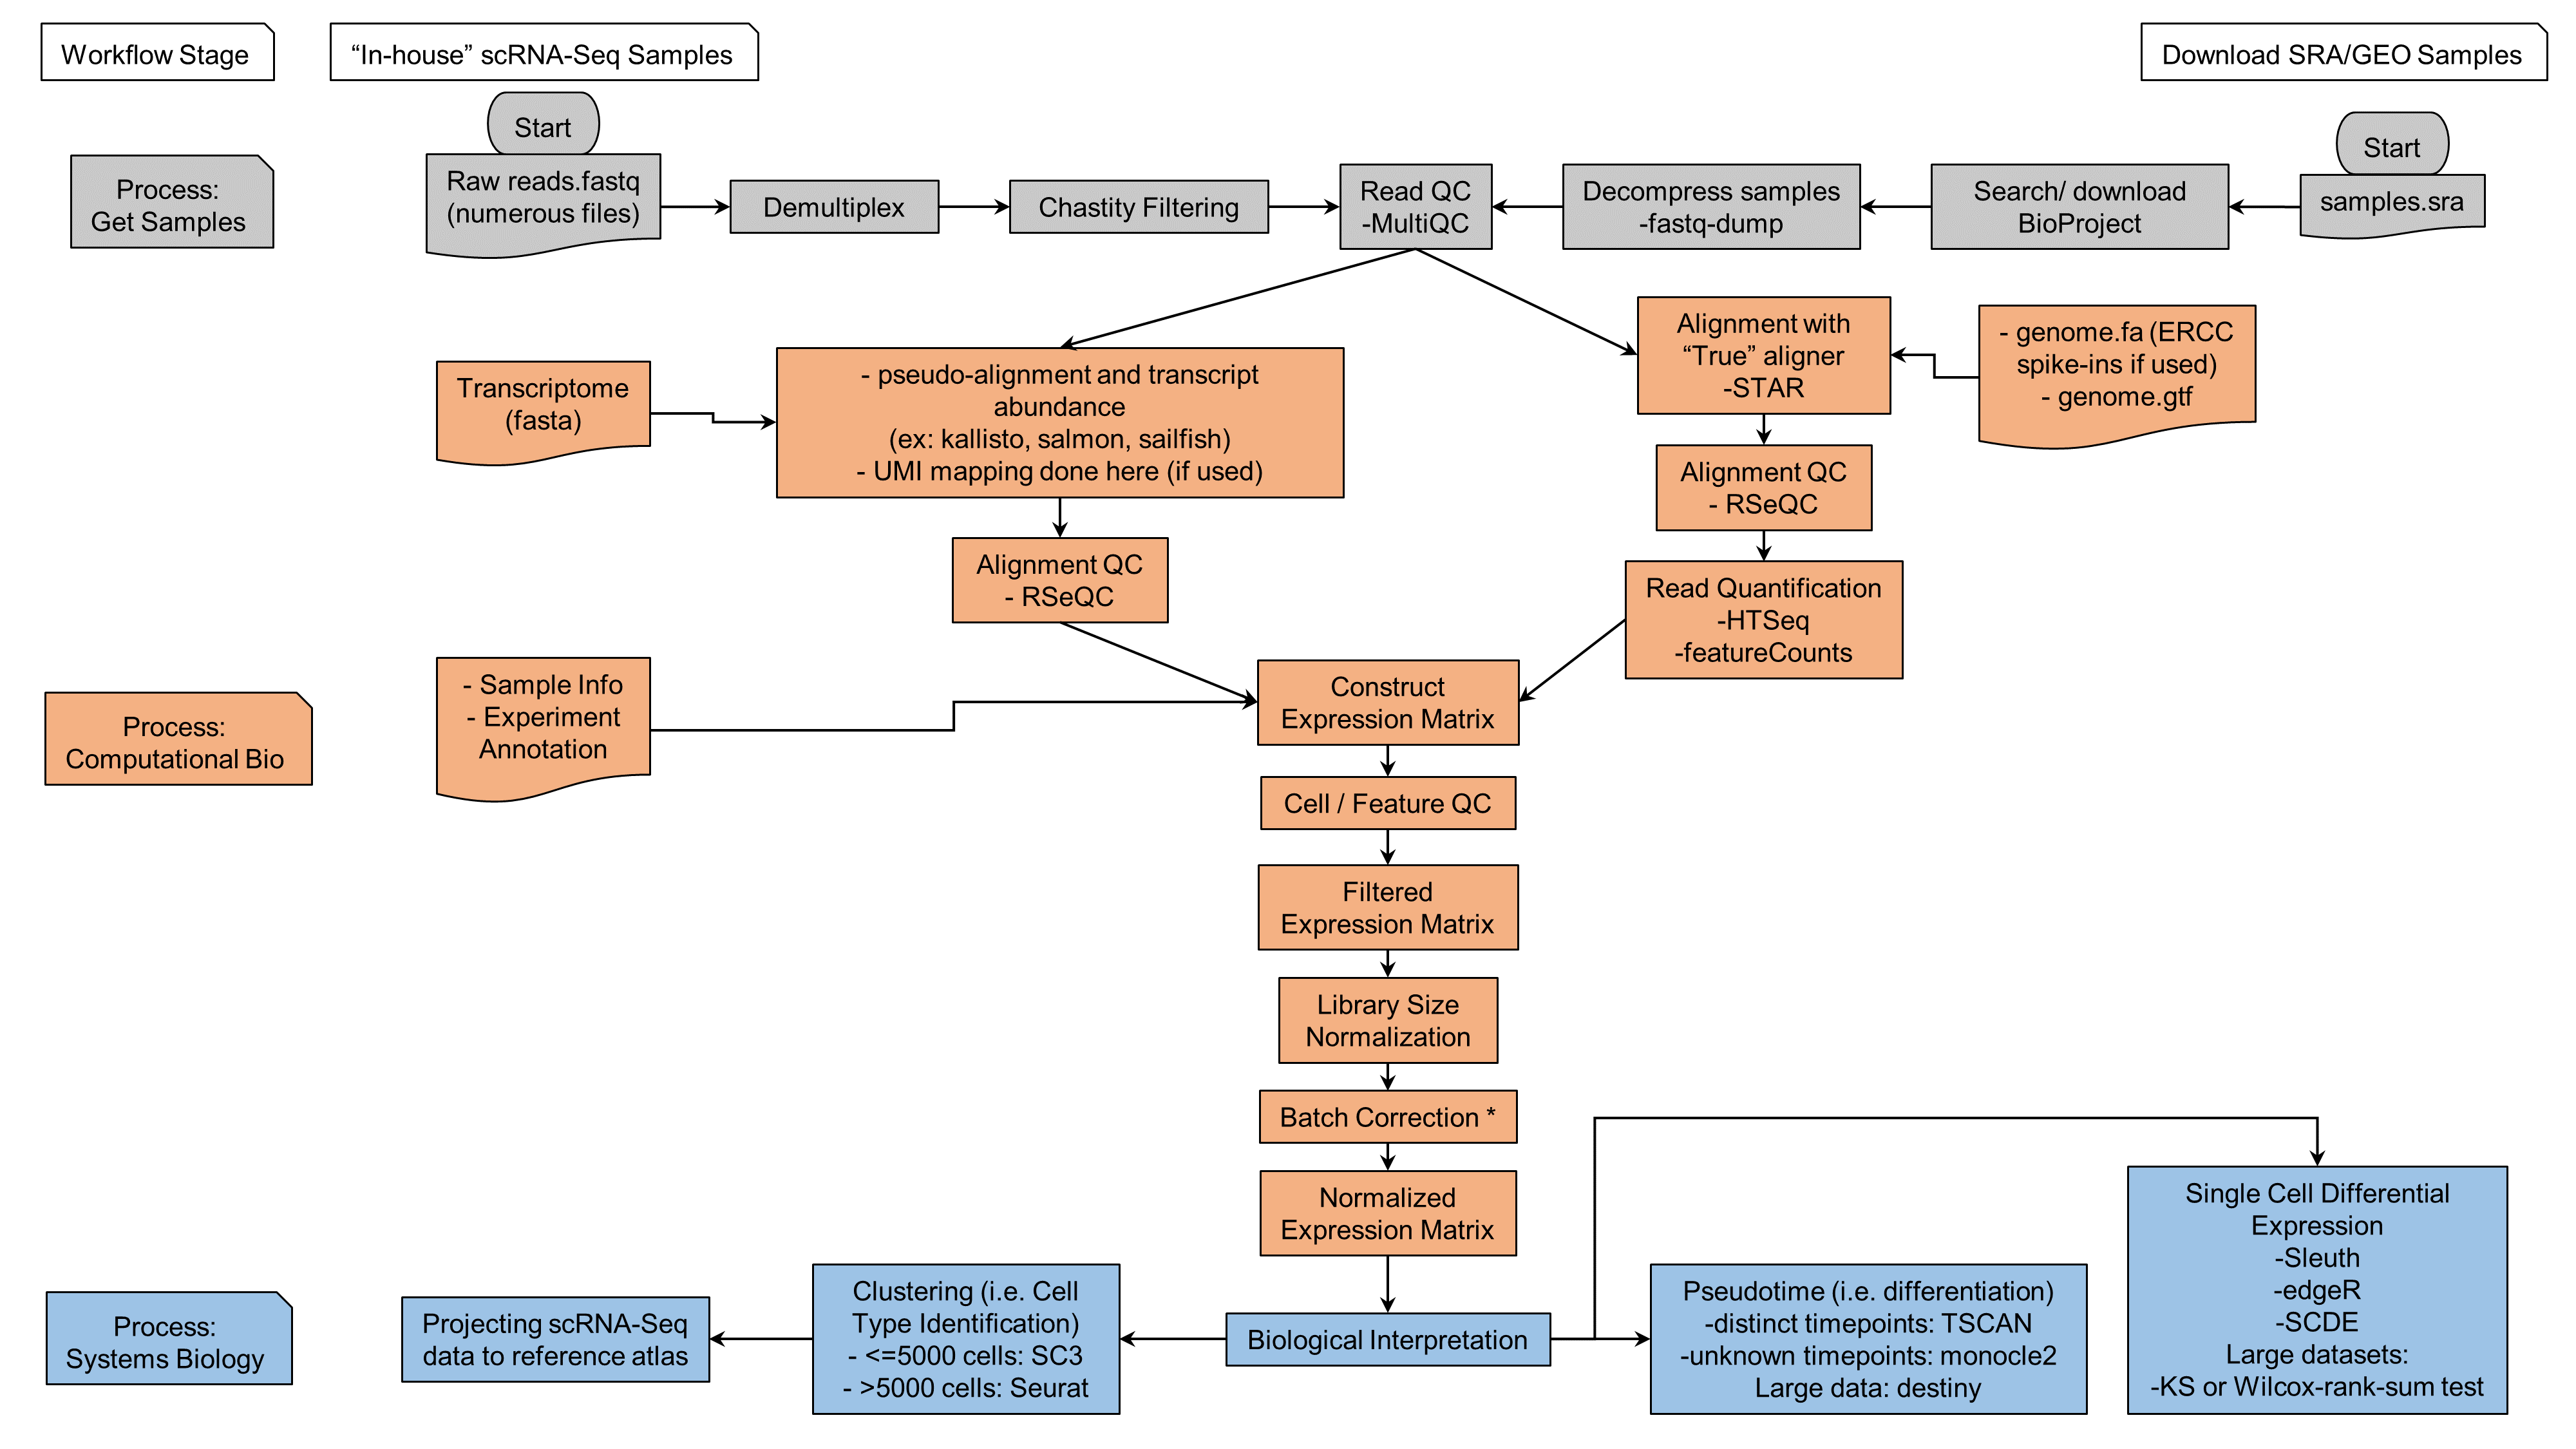 Workflow Stage
“In-house” scRNA-Seq Samples
Download SRA/GEO Samples
Start
Start
Process:
Get Samples
Raw reads.fastq
(numerous files)
Demultiplex
Chastity Filtering
Read QC
-MultiQC
Decompress samples
-fastq-dump
Search/ download
BioProject
samples.sra
Transcriptome
(fasta)
- pseudo-alignment and transcript
abundance
(ex: kallisto, salmon, sailfish)
- UMI mapping done here (if used)
Alignment with
“True” aligner
-STAR
- genome.fa (ERCC
spike-ins if used)
- genome.gtf
Alignment QC
- RSeQC
Alignment QC
- RSeQC
Read Quantification
-HTSeq
-featureCounts
Process:
Computational Bio
- Sample Info
- Experiment
Annotation
Construct
Expression Matrix
Cell / Feature QC
Filtered
Expression Matrix
Library Size
Normalization
Batch Correction *
Normalized
Expression Matrix
Process:
Systems Biology
Projecting scRNA-Seq
data to reference atlas
Clustering (i.e. Cell
Type Identification)
- <=5000 cells: SC3
- >5000 cells: Seurat
Biological Interpretation
Pseudotime (i.e. differentiation)
-distinct timepoints: TSCAN
-unknown timepoints: monocle2
Large data: destiny
Single Cell Differential
Expression
-Sleuth
-edgeR
-SCDE
Large datasets:
-KS or Wilcox-rank-sum test